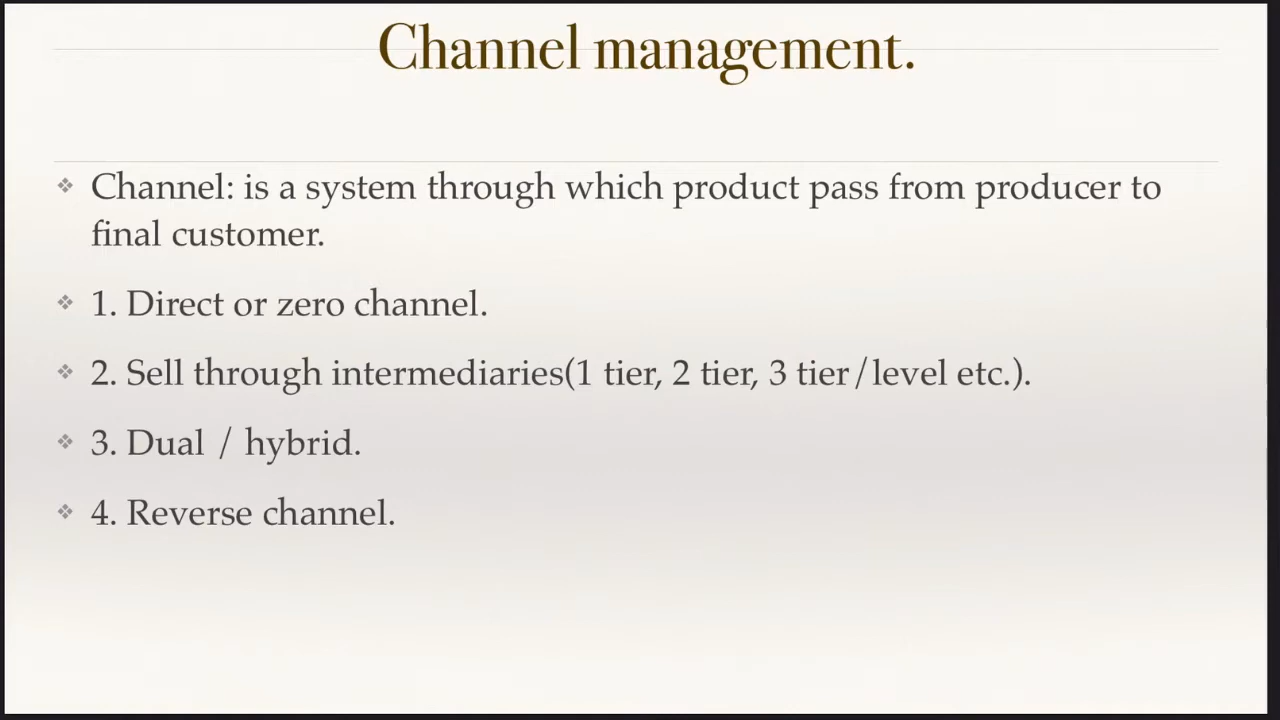 Channel management.
❖ Channel: is a system through which product pass from producer to
final customer.
❖ 1. Direct or zero channel.
❖ 2. Sell through intermediaries(1 tier, 2 tier, 3 tier/level etc.).
❖ 3. Dual / hybrid.
❖ 4. Reverse channel.